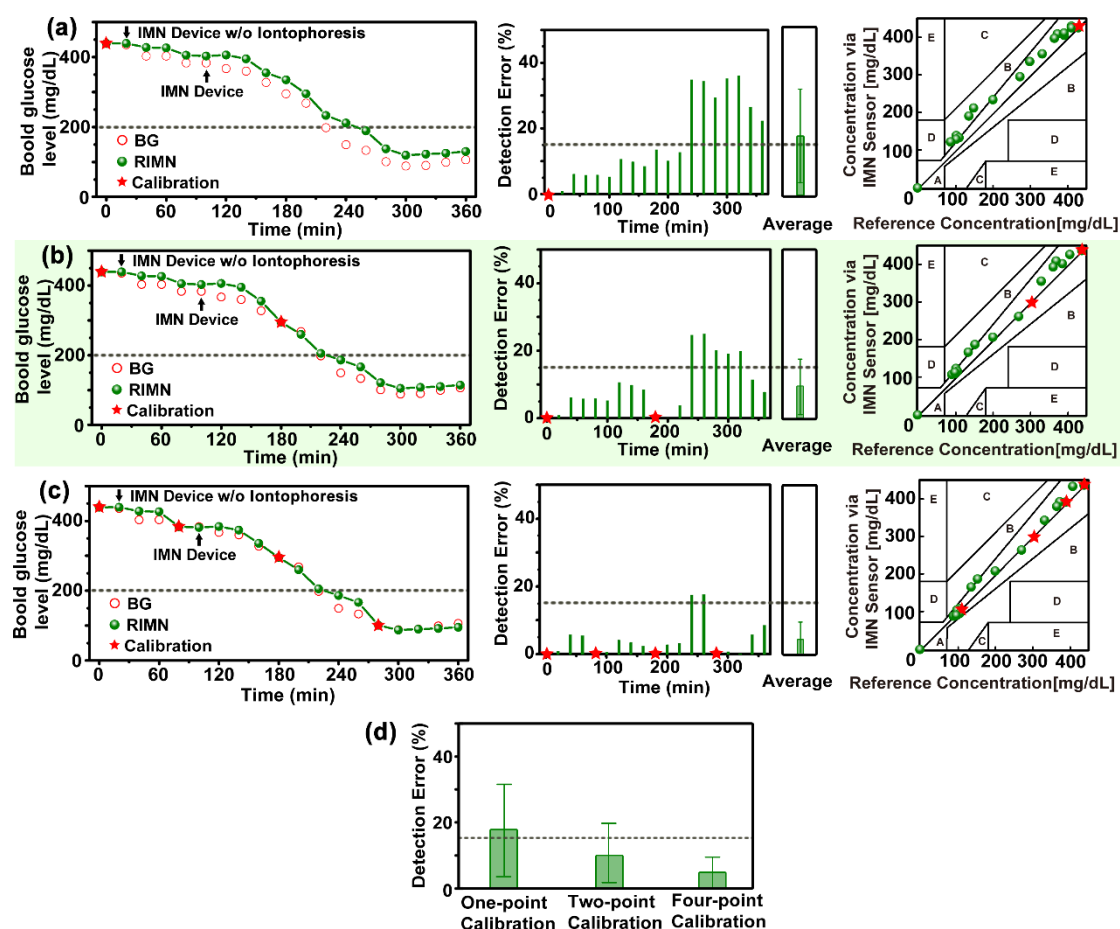 (a)
Boold glucose
level (mg/dL)
400
200
0
IMN Device w/o Iontophoresis
IMN Device
BG
RIMN
Calibration
0 60 120 180 240 300 360
Time (min)
Detection Error (%)
40
20
0
0 100 200 300
Time (min)
Average
Concentration via
IMN Sensor [mg/dL]
400
300
200
100
E
C
B
B
D
D
A
C
E
100 200 300 400
Reference Concentration[mg/dL]
(b)
Boold glucose
level (mg/dL)
400
200
0
IMN Device w/o Iontophoresis
IMN Device
BG
RIMN
Calibration
0 60 120 180 240 300 360
Time (min)
Detection Error (%)
40
20
0
0 100 200 300
Time (min)
Average
Concentration via
IMN Sensor [mg/dL]
400
300
200
100
E
C
B
B
D
D
A
C
E
100 200 300 400
Reference Concentration[mg/dL]
(c)
Boold glucose
level (mg/dL)
400
200
0
IMN Device w/o Iontophoresis
IMN Device
BG
RIMN
Calibration
0 60 120 180 240 300 360
Time (min)
Detection Error (%)
40
20
0
0 100 200 300
Time (min)
Average
Concentration via
IMN Sensor [mg/dL]
400
300
200
100
E
C
B
B
D
D
A
C
E
100 200 300 400
Reference Concentration[mg/dL]
(d)
Detection Error (%)
40
20
0
One-point
Calibration
Two-point
Calibration
Four-point
Calibration